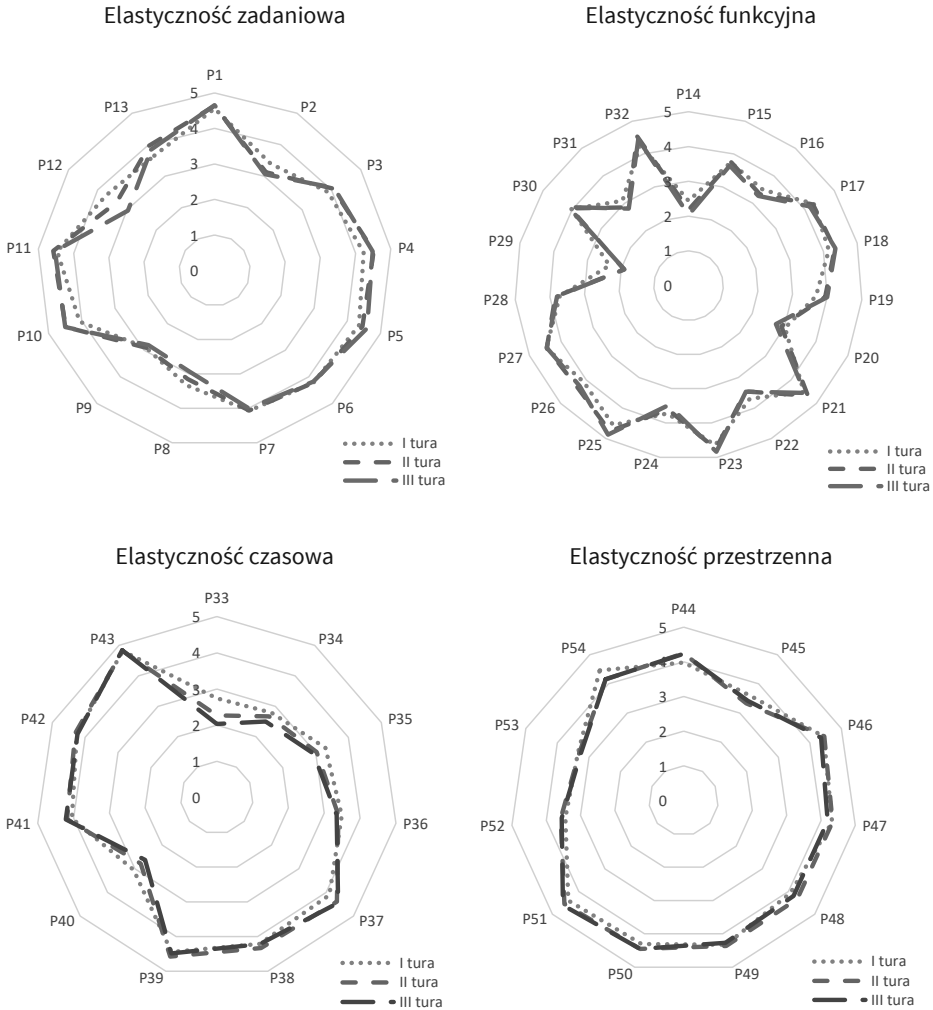 Elastyczność zadaniowa
P1
P2
P3
P4
P5
P6
P7
P8
P9
P10
P11
P12
P13
5
4
3
2
1
0
I tura
II tura
III tura
Elastyczność funkcyjna
P14
P15
P16
P17
P18
P19
P20
P21
P22
P23
P24
P25
P26
P27
P28
P29
P30
P31
P32
5
4
3
2
1
0
I tura
II tura
III tura
Elastyczność czasowa
P33
P34
P35
P36
P37
P38
P39
P40
P41
P42
P43
5
4
3
2
1
0
I tura
II tura
III tura
Elastyczność przestrzenna
P44
P45
P46
P47
P48
P49
P50
P51
P52
P53
P54
5
4
3
2
1
0
I tura
II tura
III tura